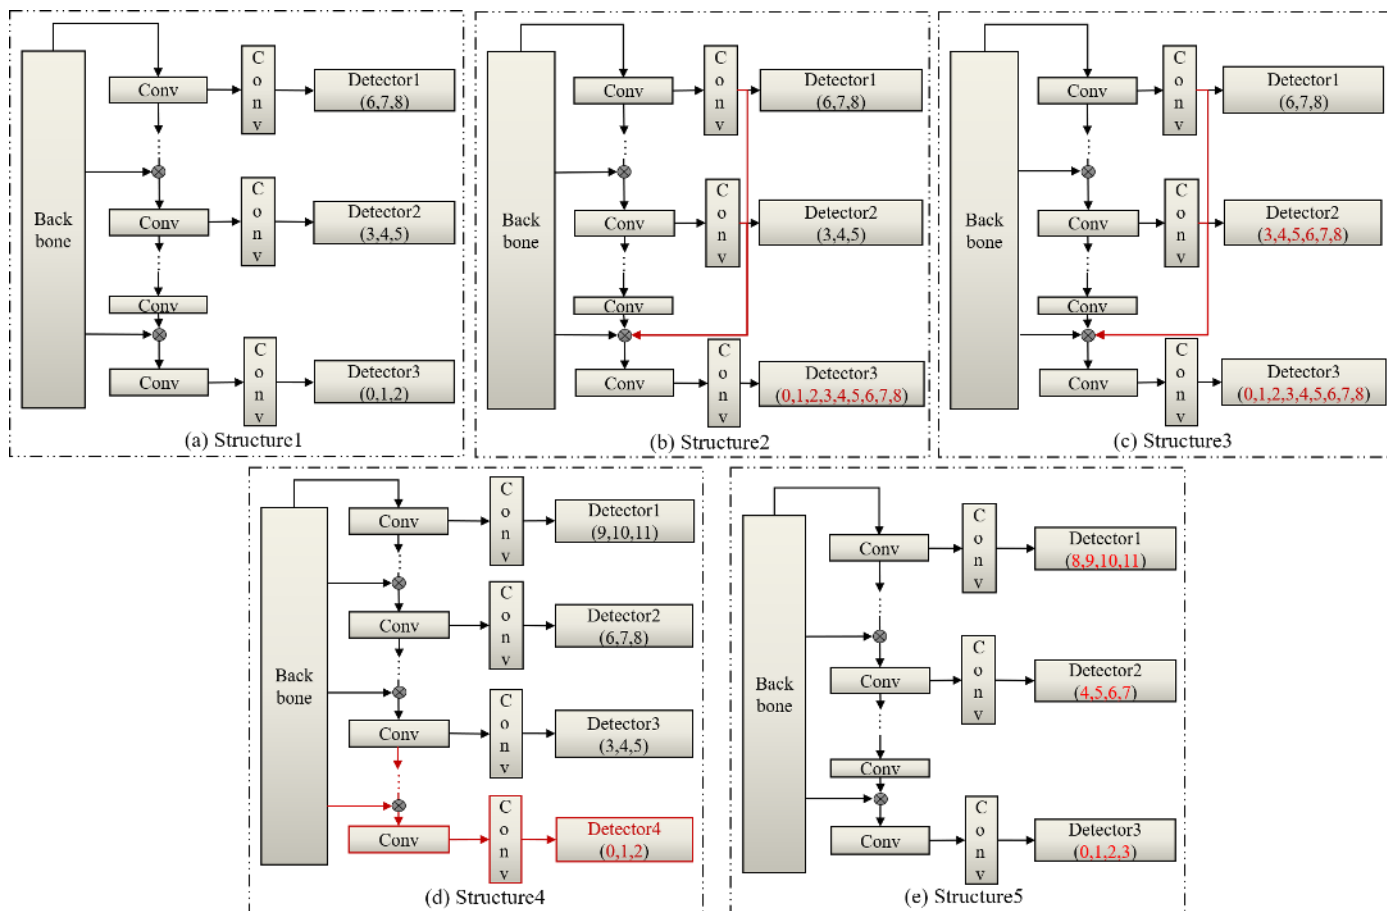 Back
bone
Conv
C
o
n
v
Detector1
(6,7,8)
Conv
C
o
n
v
Detector2
(3,4,5)
Conv
Conv
C
o
n
v
Detector3
(0,1,2)
(a) Structure1
Back
bone
Conv
C
o
n
v
Detector1
(6,7,8)
Conv
C
o
n
v
Detector2
(3,4,5)
Conv
Conv
C
o
n
v
Detector3
(0,1,2,3,4,5,6,7,8)
(b) Structure2
Back
bone
Conv
C
o
n
v
Detector1
(6,7,8)
Conv
C
o
n
v
Detector2
(3,4,5,6,7,8)
Conv
Conv
C
o
n
v
Detector3
(0,1,2,3,4,5,6,7,8)
(c) Structure3
Back
bone
Conv
C
o
n
v
Detector1
(9,10,11)
Conv
C
o
n
v
Detector2
(6,7,8)
Conv
C
o
n
v
Detector3
(3,4,5)
Conv
C
o
n
v
Detector4
(0,1,2)
(d) Structure4
Back
bone
Conv
C
o
n
v
Detector1
(8,9,10,11)
Conv
C
o
n
v
Detector2
(4,5,6,7)
Conv
Conv
C
o
n
v
Detector3
(0,1,2,3)
(e) Structure5